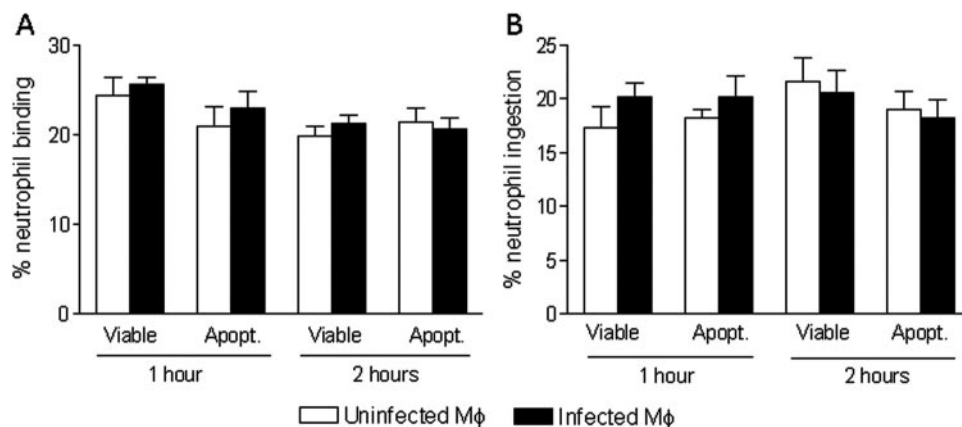 A
% neutrophil binding
30
20
10
0
Viable Apopt. Viable Apopt.
1 hour 2 hours
B
% neutrophil ingestion
25
20
15
10
5
0
Viable Apopt. Viable Apopt.
1 hour 2 hours
Uninfected Mϕ Infected Mϕ